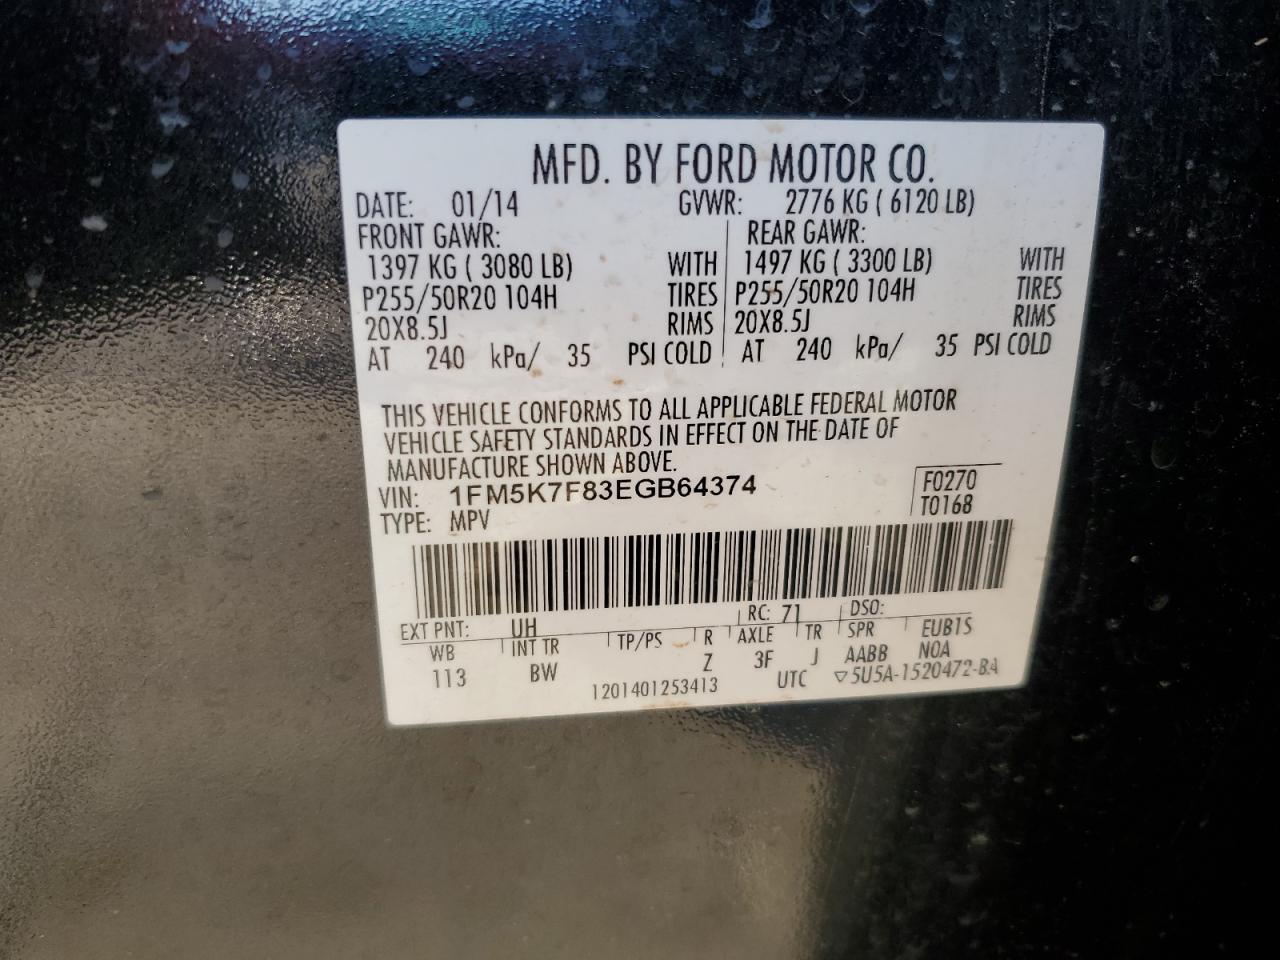 MFD. BY FORD MOTOR CO.
DATE: 01/14 GVWR: 2776 KG ( 6120 LB)
FRONT GAWR: REAR GAWR:
1397 KG ( 3080 LB) WITH 1497 KG ( 3300 LB) WITH
P255/50R20 104H TIRES P255/50R20 104H TIRES
20X8.5J RIMS 20X8.5J RIMS
AT 240 kPa/ 35 PSI COLD AT 240 kPa/ 35 PSI COLD
THIS VEHICLE CONFORMS TO ALL APPLICABLE FEDERAL MOTOR
VEHICLE SAFETY STANDARDS IN EFFECT ON THE DATE OF
MANUFACTURE SHOWN ABOVE.
VIN: 1FM5K7F83EGB64374 F0270
TYPE: MPV T0168
RC: 71 DSO:
EXT PNT: UH
WB INT TR TP/PS R AXLE TR SPR EUB1S
113 BW Z 3F J AABB NOA
1201401253413 UTC ▽5U5A-1520472-BA